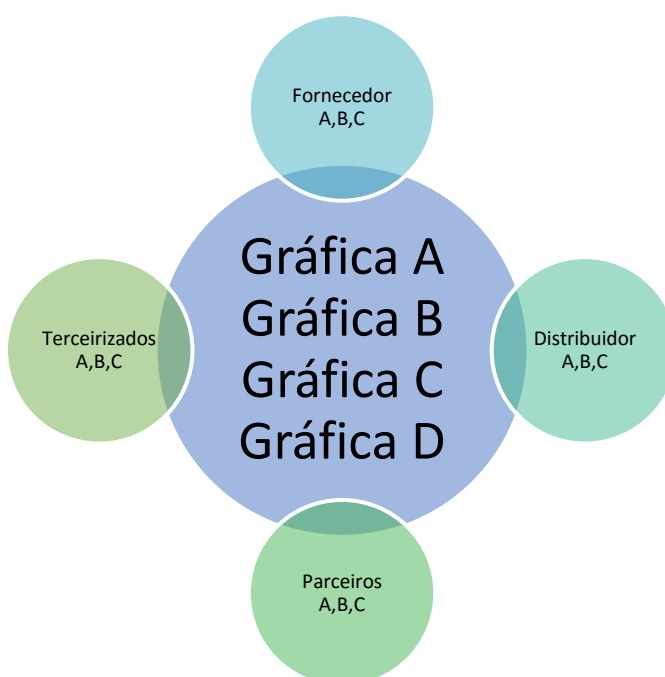 Fornecedor
A,B,C
Gráfica A
Gráfica B
Gráfica C
Gráfica D
Terceirizados
A,B,C
Distribuidor
A,B,C
Parceiros
A,B,C